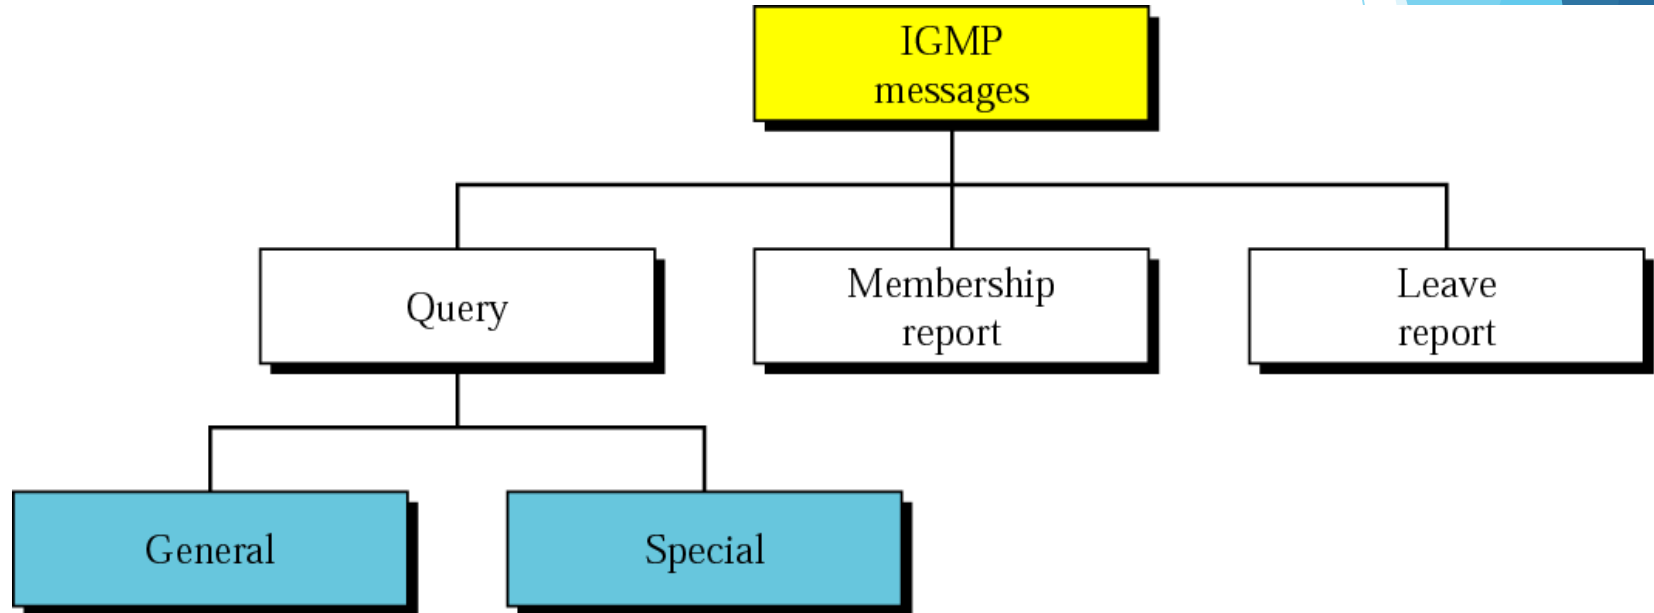 IGMP
messages
Query
Membership
report
Leave
report
General
Special